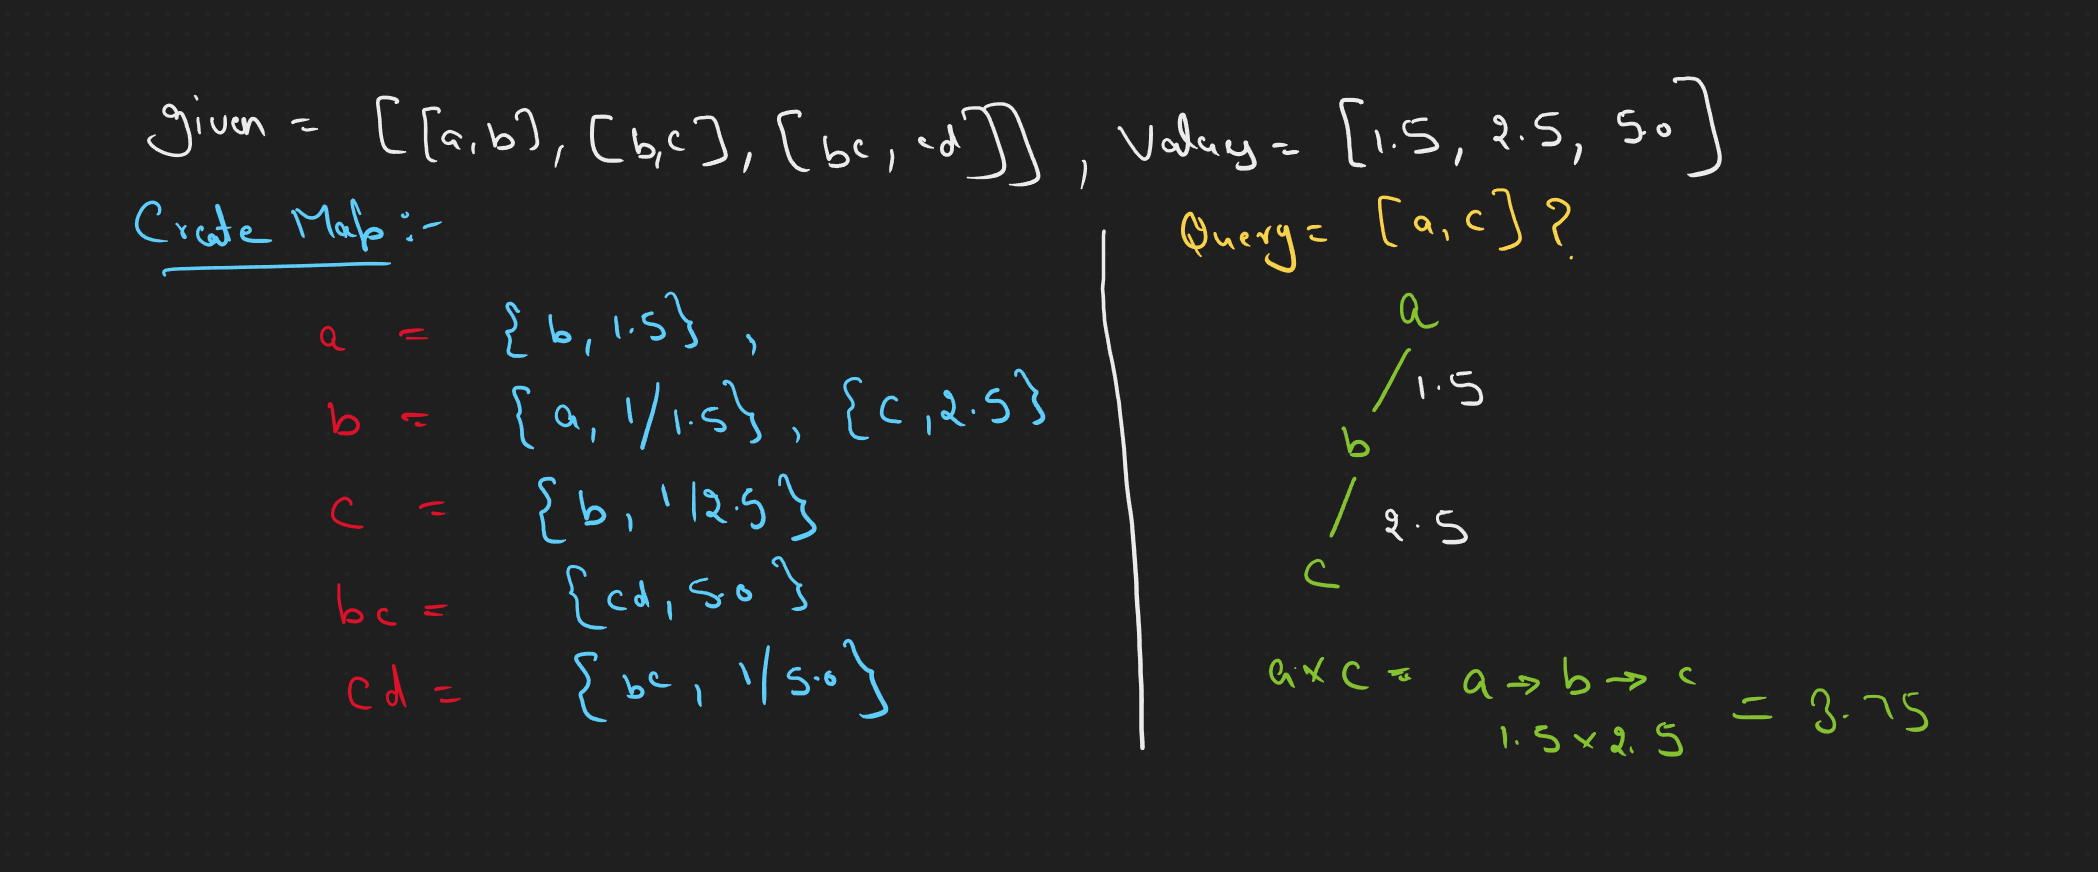 given = [[a,b], [b,c], [bc, cd]], Values = [1.5, 2.5, 5.0]
Create Map :-
a = {b, 1.5},
b = {a, 1/1.5}, {c, 2.5}
c = {b, 1/2.5}
bc = {cd, 5.0}
cd = {bc, 1/5.0}
Query = [a, c] ?
a
1.5
b
2.5
c
a x c = a → b → c
1.5 x 2.5 = 3.75